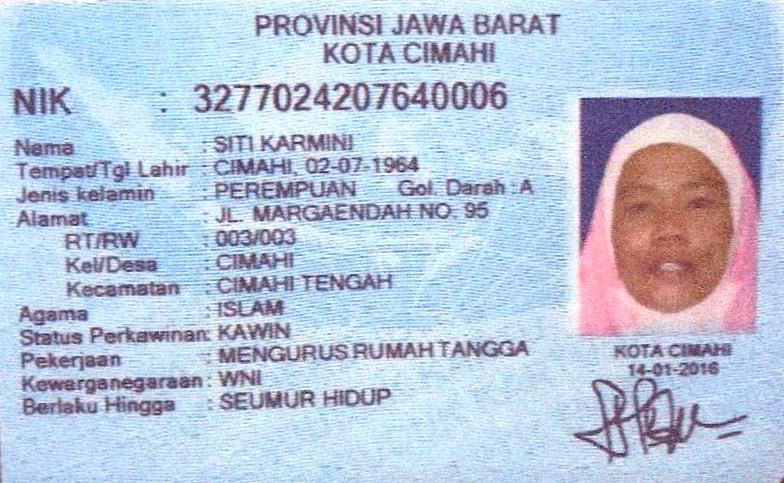 PROVINSI JAWA BARAT
KOTA CIMAHI
NIK : 3277024207640006
Nama : SITI KARMINI
Tempat/Tgl Lahir : CIMAHI, 02-07-1964
Jenis kelamin : PEREMPUAN Gol. Darah : A
Alamat : JL. MARGAENDAH NO. 95
RT/RW : 003/003
Kel/Desa : CIMAHI
Kecamatan : CIMAHI TENGAH
Agama : ISLAM
Status Perkawinan: KAWIN
Pekerjaan : MENGURUS RUMAH TANGGA
Kewarganegaraan : WNI
Berlaku Hingga : SEUMUR HIDUP
KOTA CIMAHI
14-01-2016